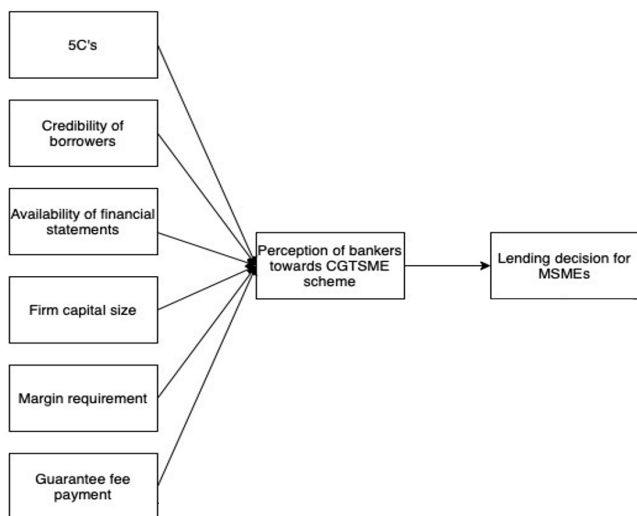 5C's
Credibility of
borrowers
Availability of financial
statements
Firm capital size
Margin requirement
Guarantee fee
payment
Perception of bankers
towards CGTSME
scheme
Lending decision for
MSMEs